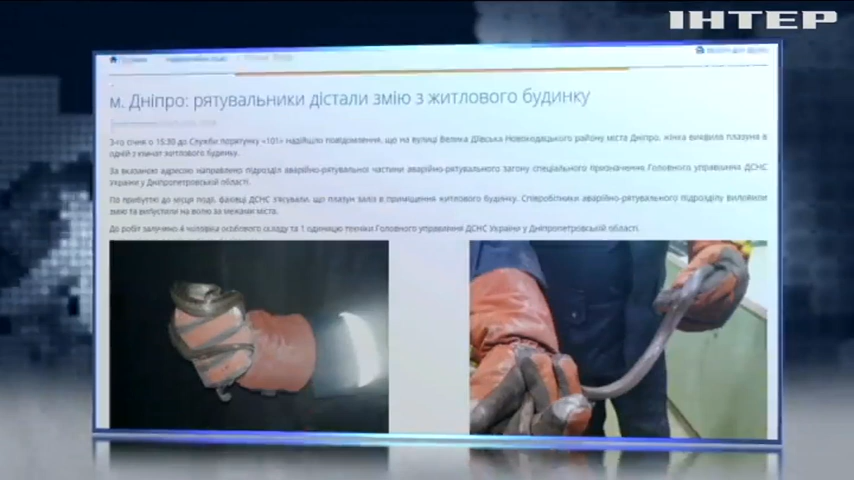 ІНТЕР
м. Дніпро: рятувальники дістали змію з житлового будинку
3-го січня о 15:30 до Служби порятунку «101» надійшло повідомлення, що на вулиці Велика Діївська Новокодацького району міста Дніпро, жінка виявила плазуна в
одній з кімнат житлового будинку.
За вказаною адресою направлено підрозділ аварійно-рятувальної частини аварійно-рятувального загону спеціального призначення Головного управління ДСНС
України у Дніпропетровській області.
По прибуттю до місця події, фахівці ДСНС з'ясували, що плазун заліз в приміщення житлового будинку. Співробітники аварійно-рятувального підрозділу вилов
змію та випустили на волю за межами міста.
До робіт залучено 4 чоловіка особового складу та 1 одиницю техніки Головного управління ДСНС України у Дніпропетровській області.